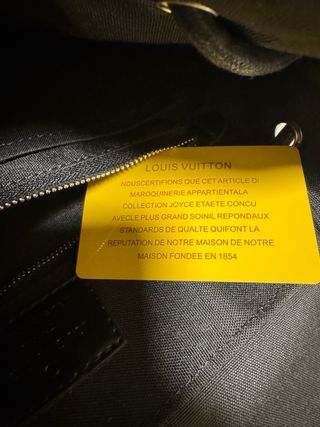 LOUIS VUITTON
NOUSCERTIFIONS QUE CET ARTICLE DI
MAROQUINERIE APPARTIENTALA
COLLECTION JOYCE ETAETE CONCU
AVECLE PLUS GRAND SOINIL REPONDAUX
STANDARDS DE QUALTE QUIFONT LA
REPUTATION DE NOTRE MAISON DE NOTRE
MAISON FONDEE EN 1854